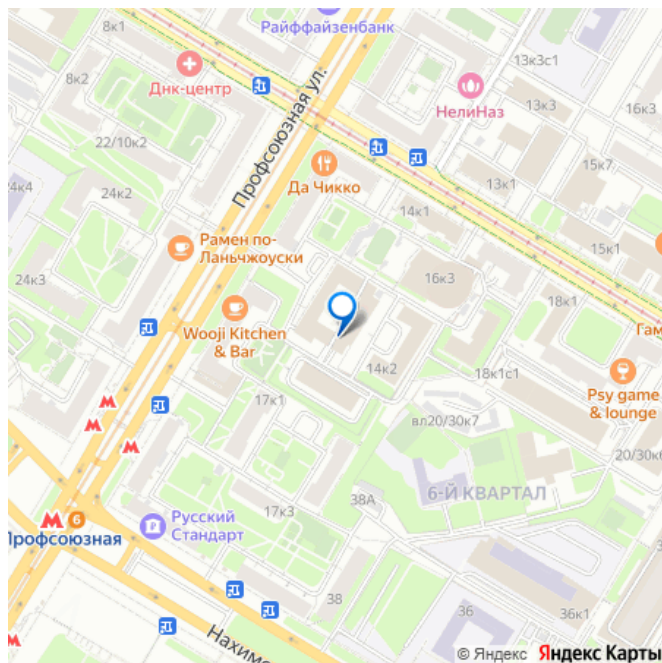 8к1
Райффайзенбанк
13к3с1
8к2
Днк-центр
Профсоюзная ул.
НелиНаз
13к3
16к3
22/10к2
15к7
24к4
24к2
Да Чикко
13к1
14к1
15к1
Рамен по-
Ланьчжоуски
16к3
24к3
18к1
Wooji Kitchen
& Bar
Гам
14к2
18к1с1
Psy game
& lounge
17к1
вл20/30к7
20/30к6
38А
6-Й КВАРТАЛ
6
Русский
Стандарт
17к3
Профсоюзная
38
36
36к1
Нахим
© Яндекс Яндекс Карты